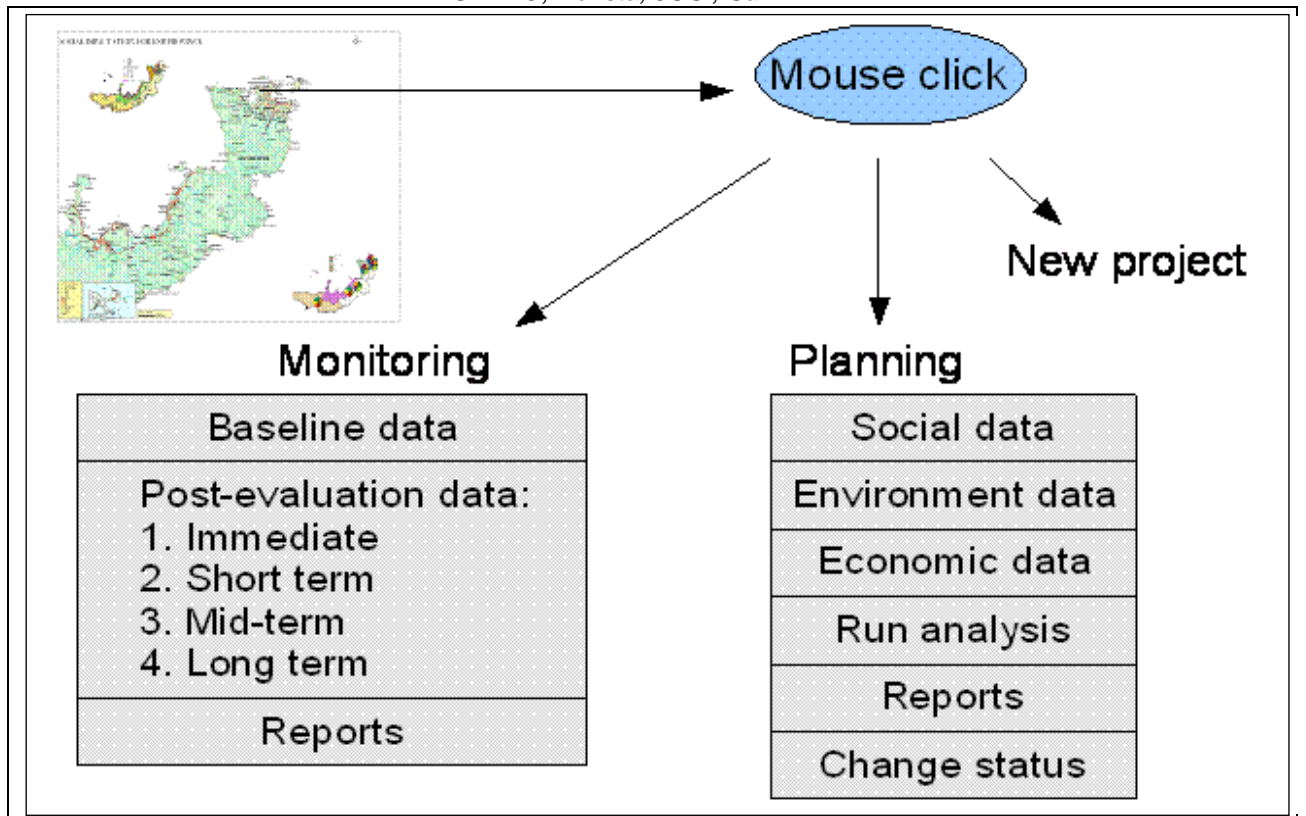 Mouse click
New project
Monitoring
Baseline data
Post-evaluation data:
1. Immediate
2. Short term
3. Mid-term
4. Long term
Reports
Planning
Social data
Environment data
Economic data
Run analysis
Reports
Change status